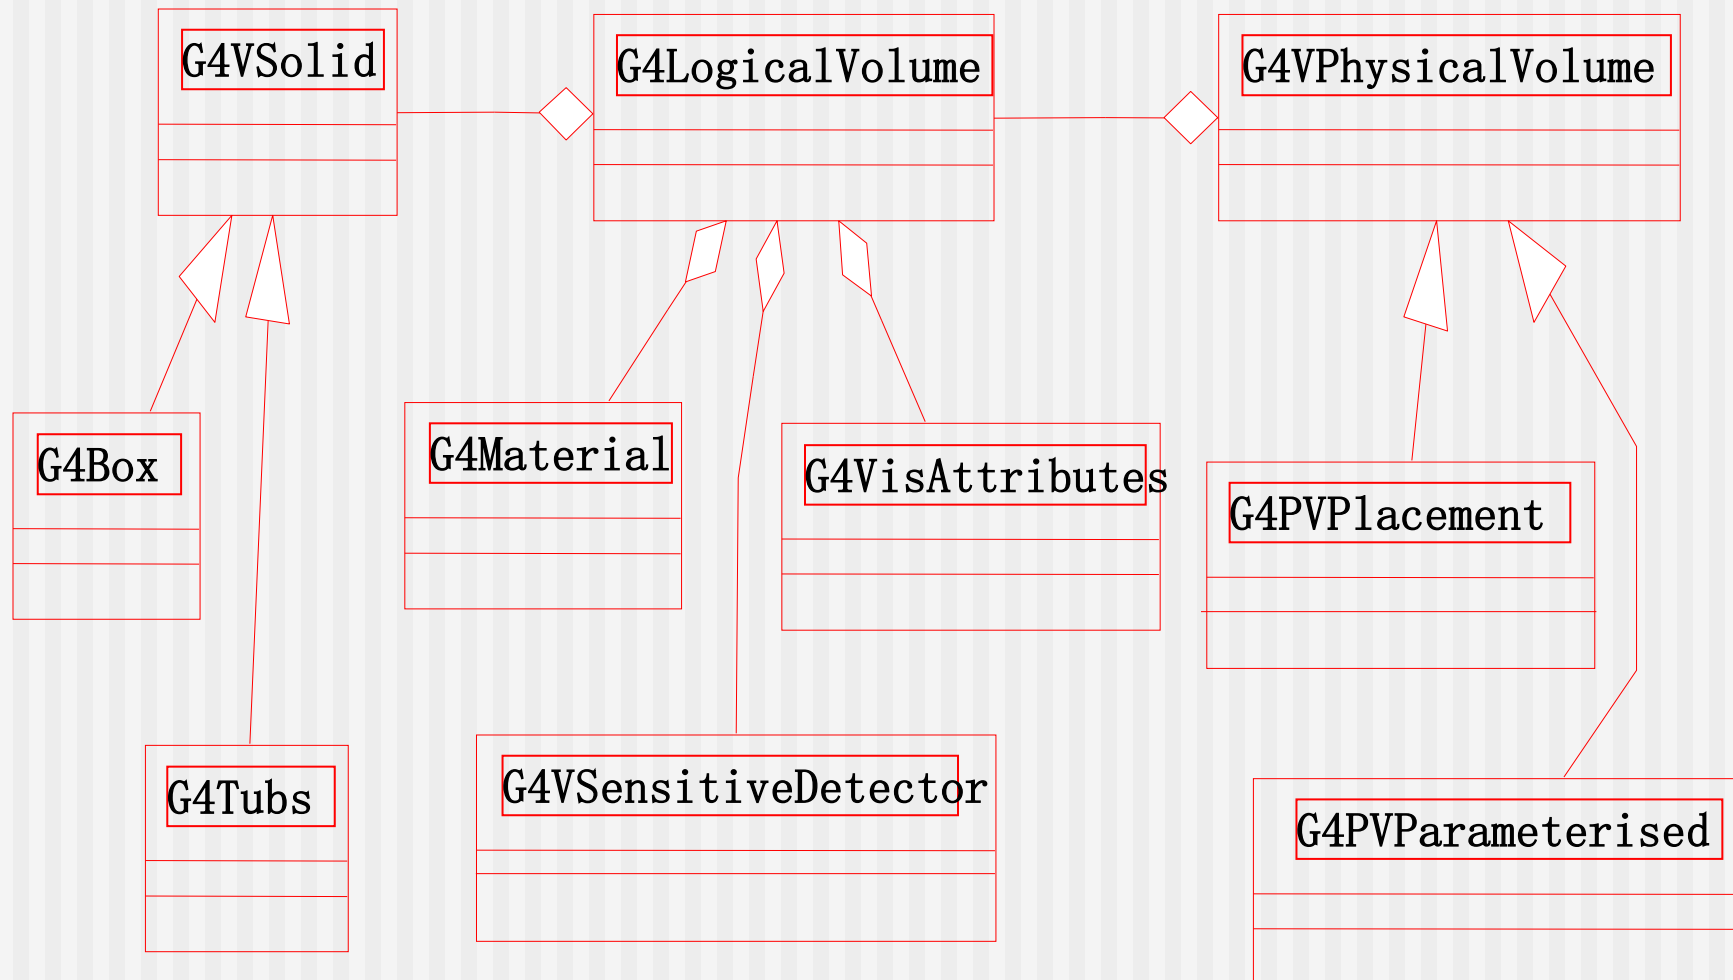 G4VSolid
G4LogicalVolume
G4VPhysicalVolume
G4Box
G4Material
G4VisAttributes
G4PVPlacement
G4Tubs
G4VSensitiveDetector
G4PVParameterised